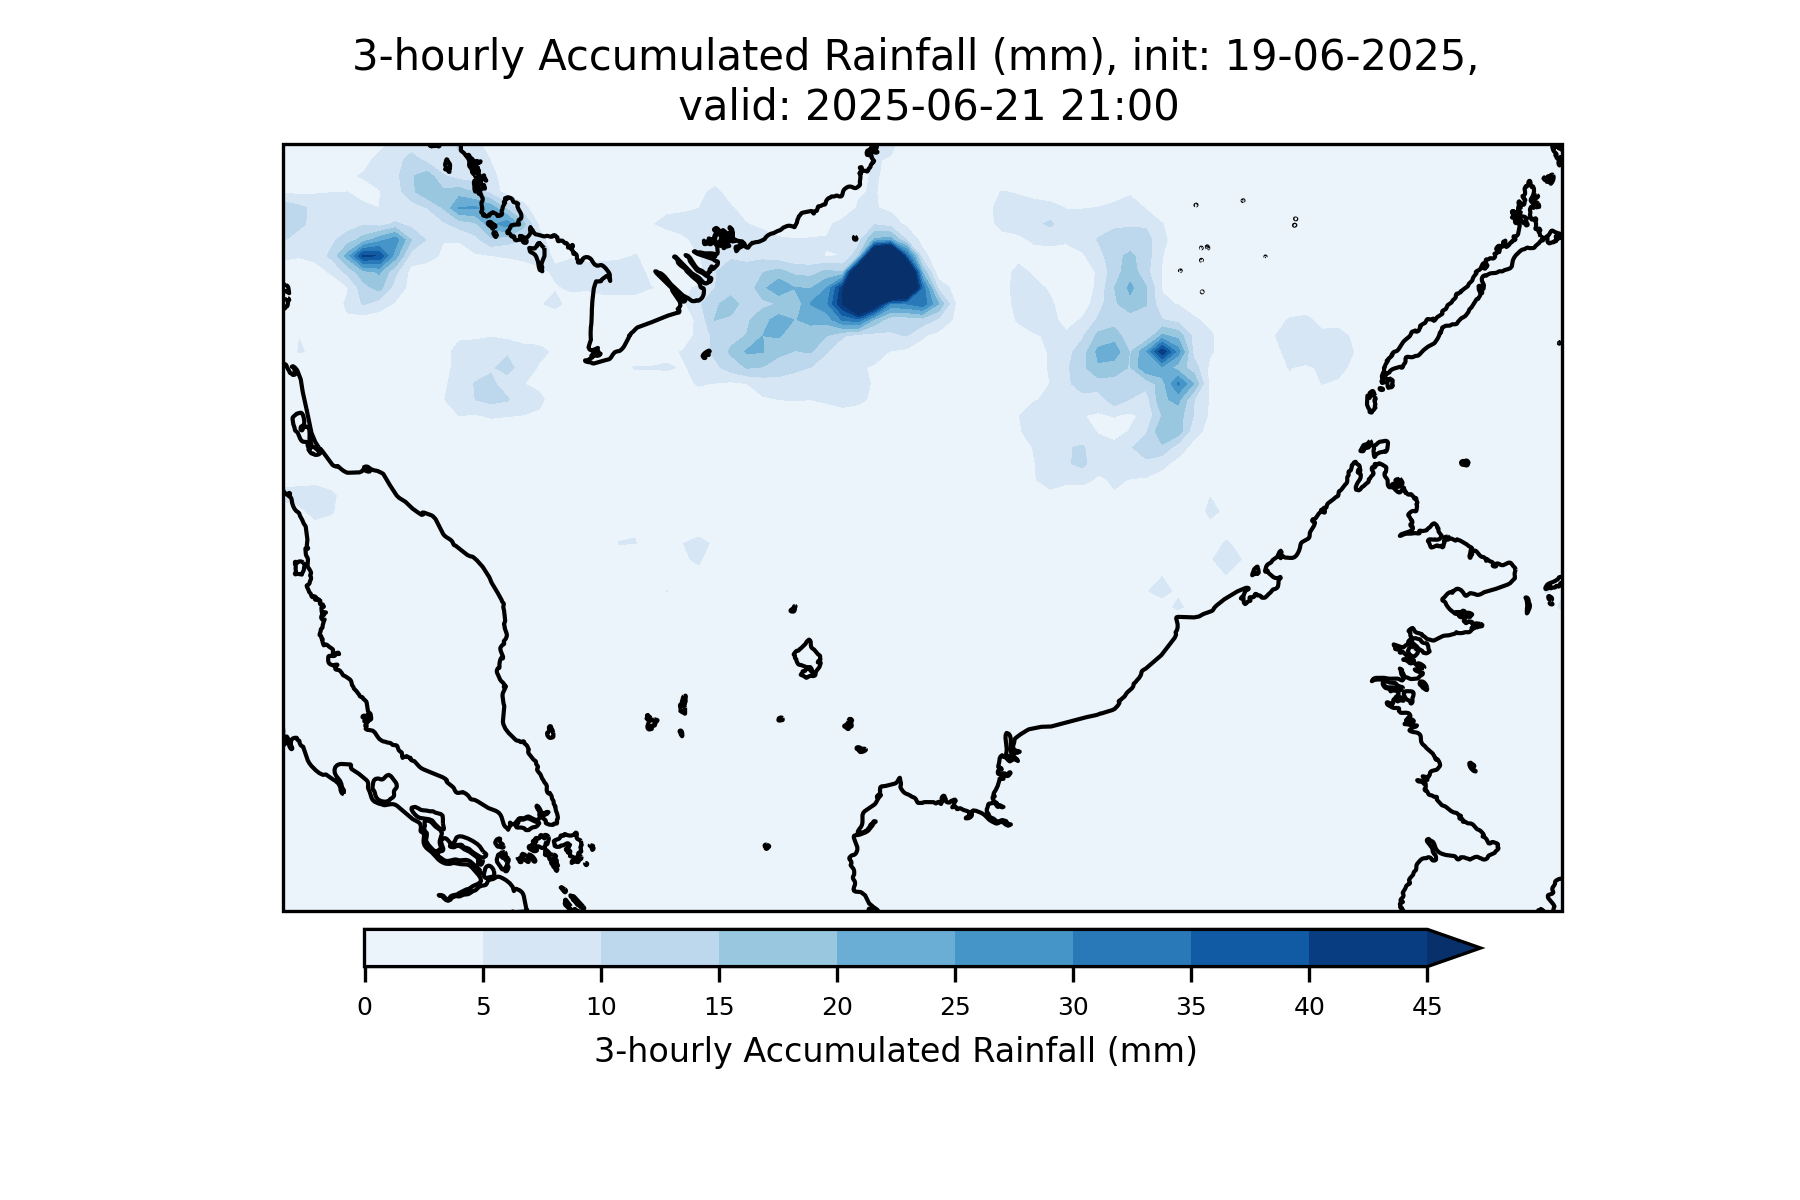 3-hourly Accumulated Rainfall (mm), init: 19-06-2025,
valid: 2025-06-21 21:00
0 5 10 15 20 25 30 35 40 45
3-hourly Accumulated Rainfall (mm)